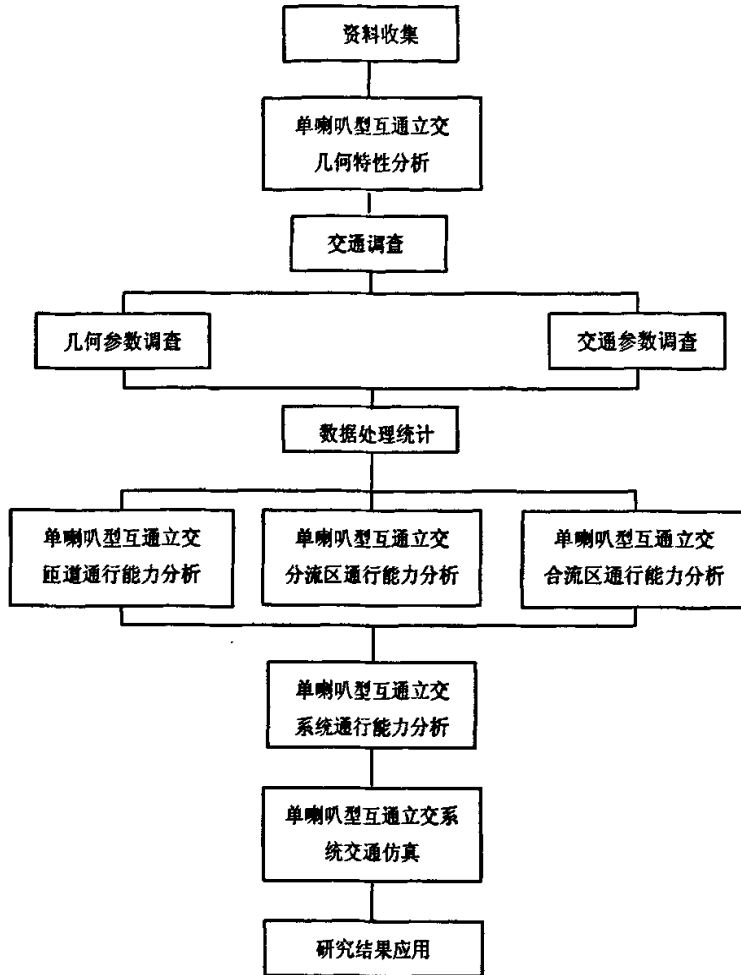 资料收集
单喇叭型互通立交
几何特性分析
交通调查
几何参数调查
交通参数调查
数据处理统计
单喇叭型互通立交
匝道通行能力分析
单喇叭型互通立交
分流区通行能力分析
单喇叭型互通立交
合流区通行能力分析
单喇叭型互通立交
系统通行能力分析
单喇叭型互通立交系
统交通仿真
研究结果应用